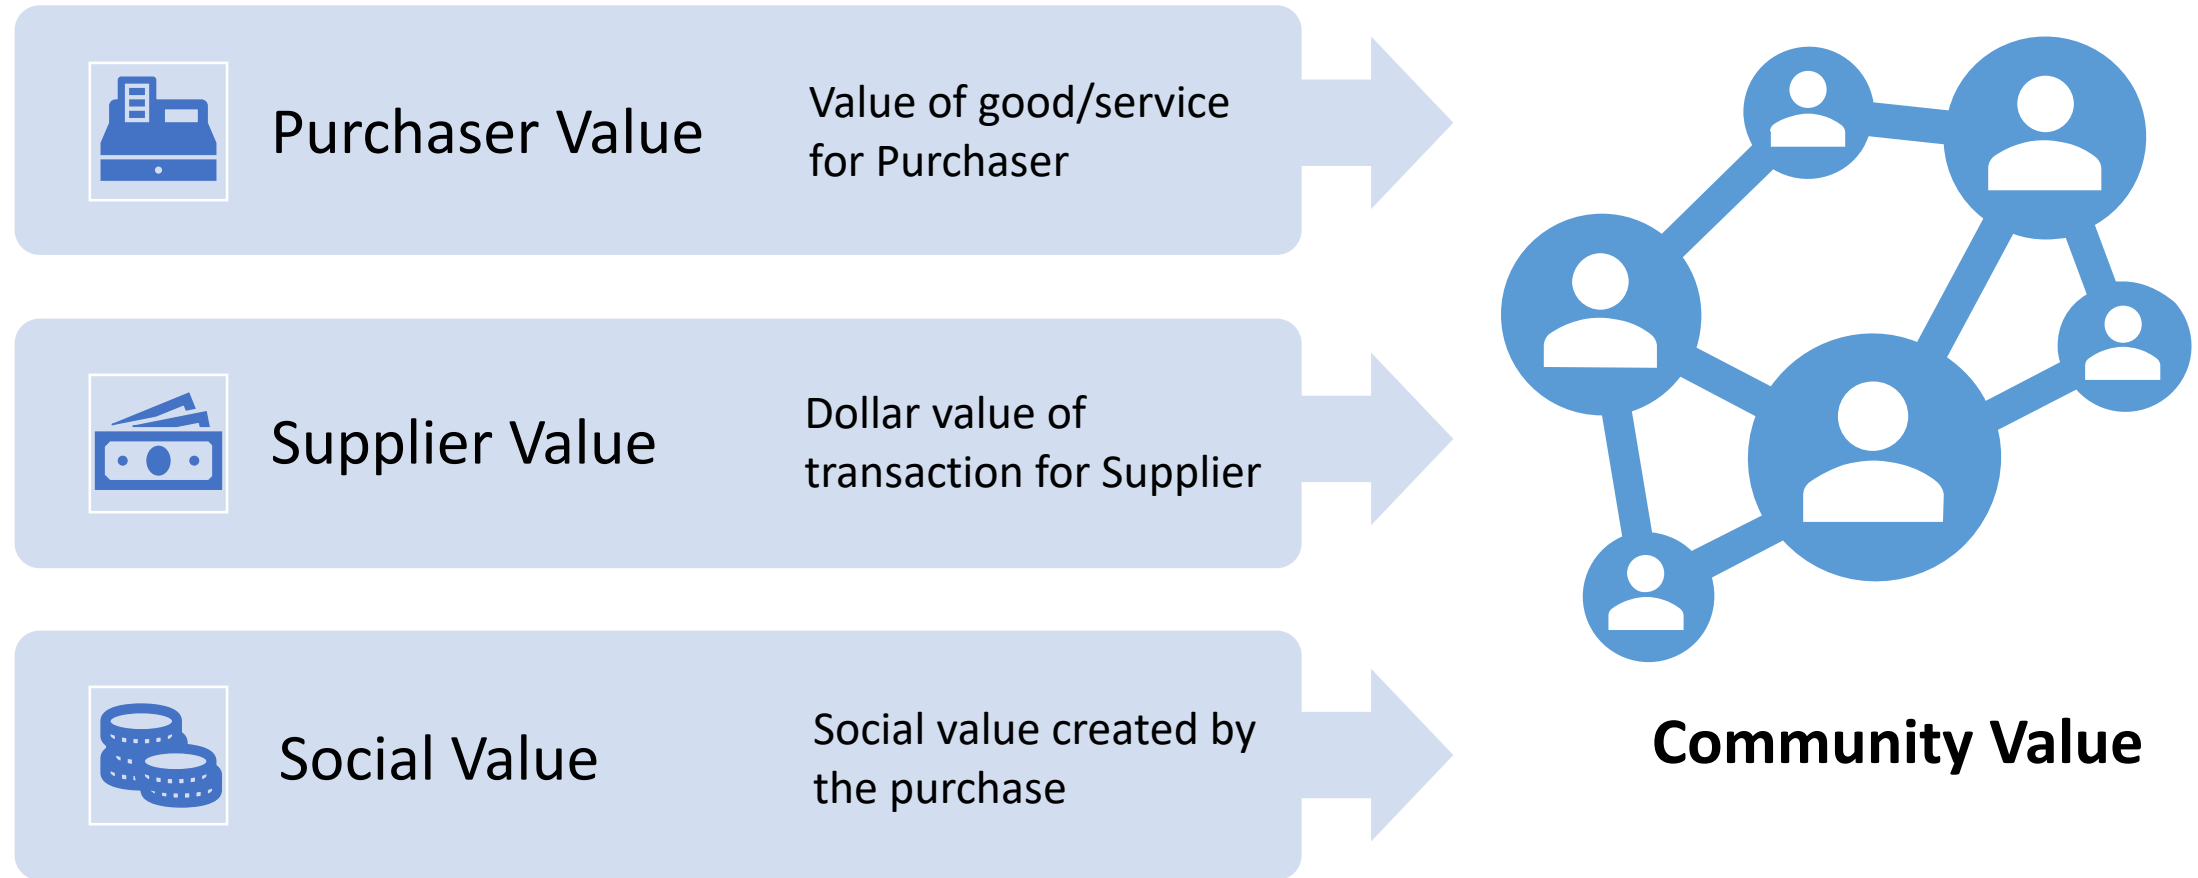 Purchaser Value
Value of good/service
for Purchaser
Supplier Value
Dollar value of
transaction for Supplier
Social Value
Social value created by
the purchase
Community Value